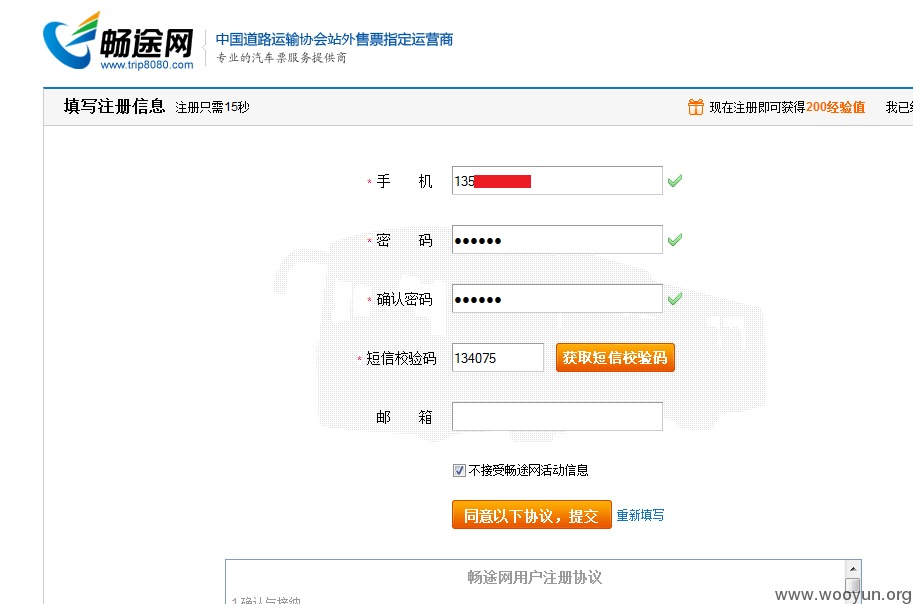 畅途网
www.trip8080.com
中国道路运输协会站外售票指定运营商
专业的汽车票服务提供商
填写注册信息 注册只需15秒
现在注册即可获得200经验值 我已
* 手 机 135
* 密 码 ●●●●●●
* 确认密码 ●●●●●●
* 短信校验码 134075 获取短信校验码
邮 箱
不接受畅途网活动信息
同意以下协议，提交 重新填写
畅途网用户注册协议
1.确认与接纳
www.wooyun.org